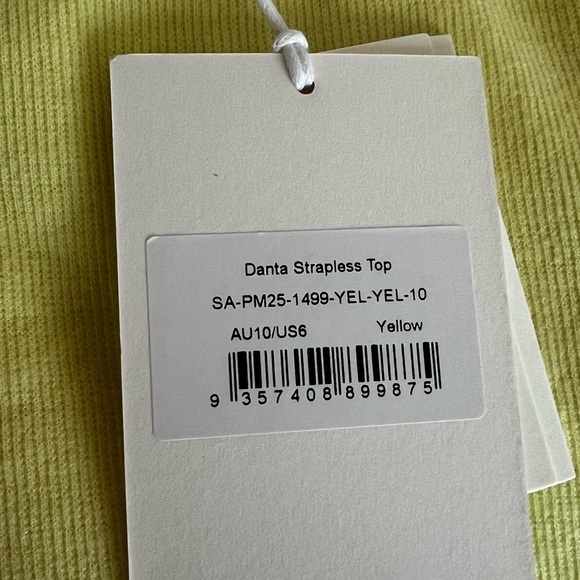 Danta Strapless Top
SA-PM25-1499-YEL-YEL-10
AU10/US6 Yellow
9 357408 899875